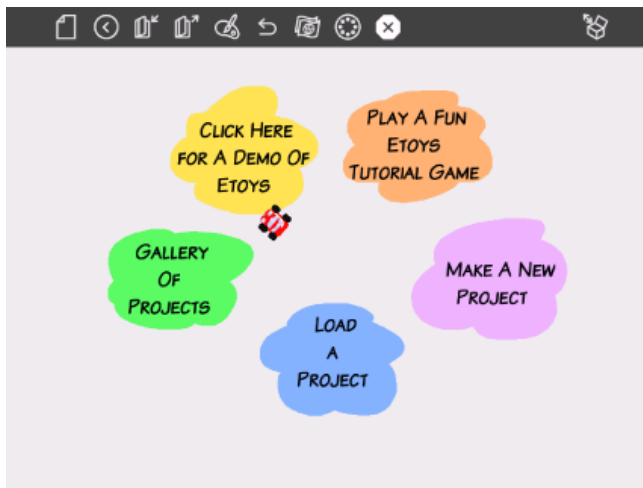 Click Here
for A Demo Of
Etoys
Play A Fun
Etoys
Tutorial Game
Gallery
Of
Projects
Make A New
Project
Load
a
Project